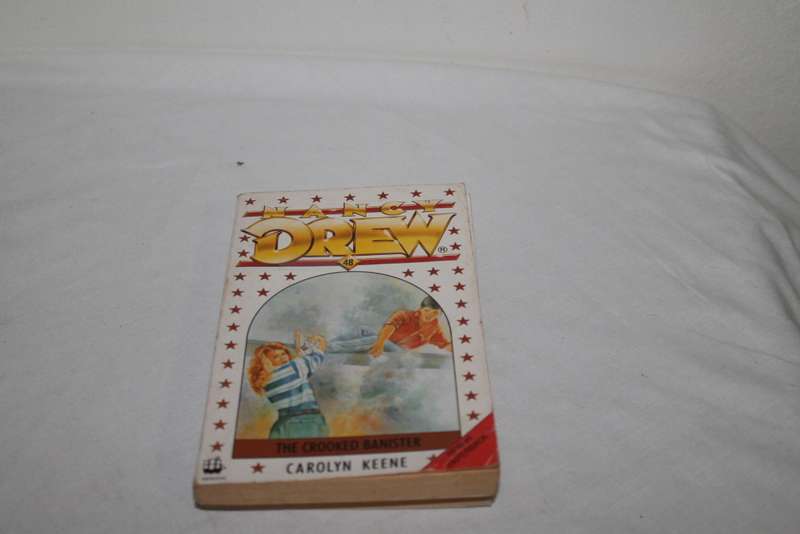 NANCY
DREW®
48
THE CROOKED BANISTER
CAROLYN KEENE